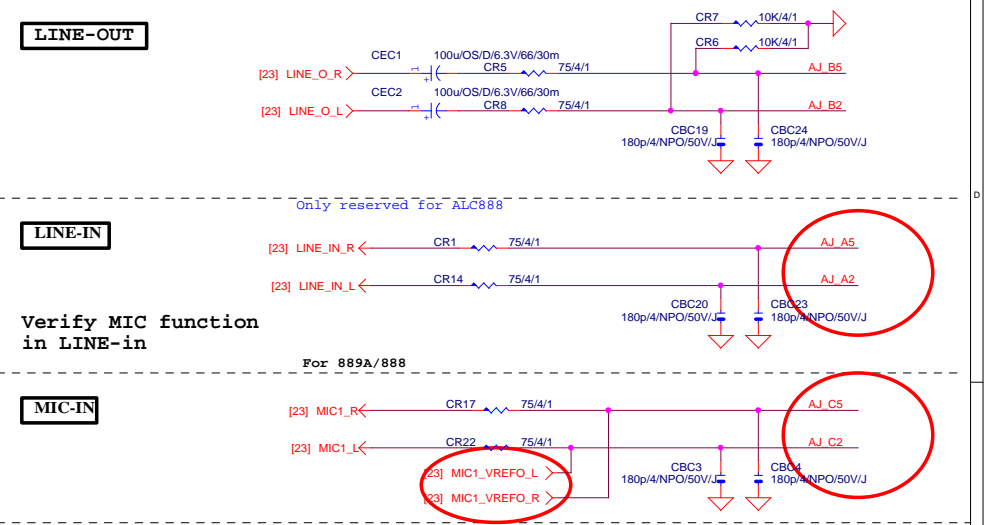 LINE-OUT
CR7 10K/4/1
CR6 10K/4/1
CEC1 100u/OS/D/6.3V/66/30m
[23] LINE_O_R 1 + CR5 75/4/1 AJ_B5
CEC2 100u/OS/D/6.3V/66/30m
[23] LINE_O_L 1 + CR8 75/4/1 AJ_B2
CBC19 CBC24
180p/4/NPO/50V/J 180p/4/NPO/50V/J
D
Only reserved for ALC888
LINE-IN
[23] LINE_IN_R CR1 75/4/1 AJ_A5
[23] LINE_IN_L CR14 75/4/1 AJ_A2
CBC20 CBC23
180p/4/NPO/50V/J 180p/4/NPO/50V/J
Verify MIC function
in LINE-in
For 889A/888
MIC-IN
[23] MIC1_R CR17 75/4/1 AJ_C5
[23] MIC1_L CR22 75/4/1 AJ_C2
[23] MIC1_VREFO_L
[23] MIC1_VREFO_R
CBC3 CBC4
180p/4/NPO/50V/J 180p/4/NPO/50V/J